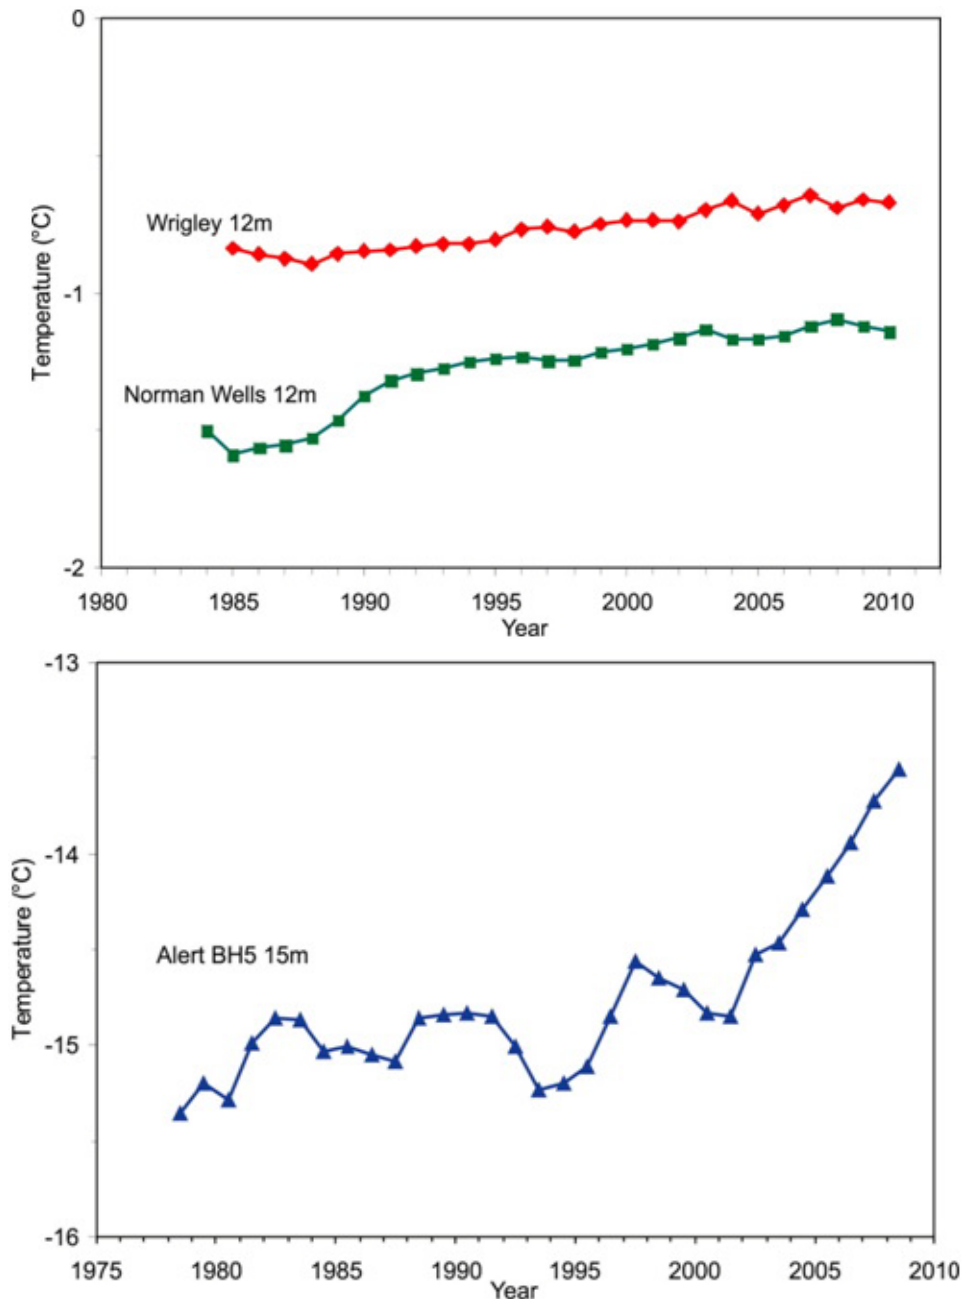 0
Wrigley 12m
Temperature (°C)
-1
Norman Wells 12m
-2
1980 1985 1990 1995 2000 2005 2010
Year
-13
-14
Temperature (°C)
Alert BH5 15m
-15
-16
1975 1980 1985 1990 1995 2000 2005 2010
Year